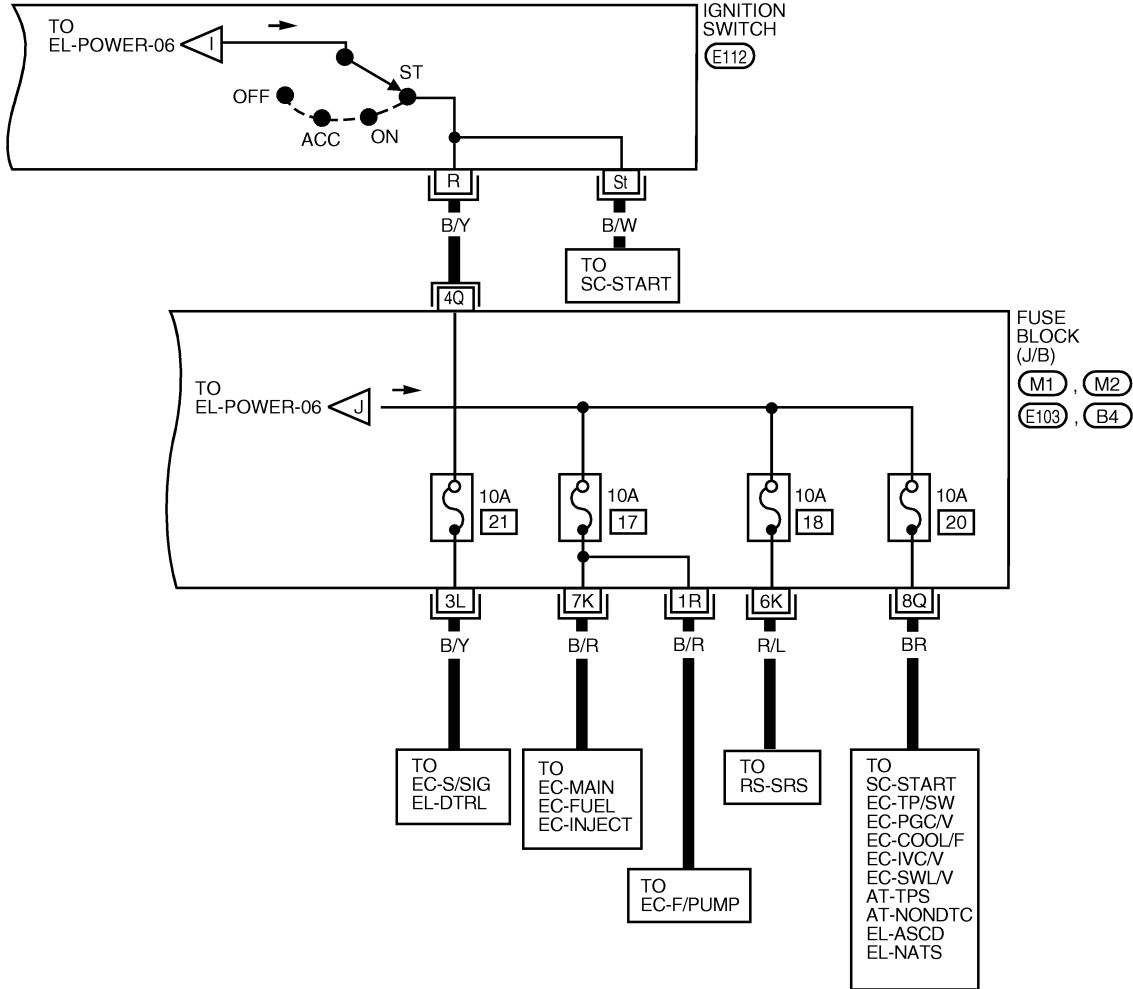 TO
EL-POWER-06
I
ST
OFF
ACC
ON
IGNITION
SWITCH
E112
R
St
B/Y
B/W
TO
SC-START
4Q
FUSE
BLOCK
(J/B)
M1 , M2
E103 , B4
TO
EL-POWER-06
J
10A
21
10A
17
10A
18
10A
20
3L
7K
1R
6K
8Q
B/Y
B/R
B/R
R/L
BR
TO
EC-S/SIG
EL-DTRL
TO
EC-MAIN
EC-FUEL
EC-INJECT
TO
EC-F/PUMP
TO
RS-SRS
TO
SC-START
EC-TP/SW
EC-PGC/V
EC-COOL/F
EC-IVC/V
EC-SWL/V
AT-TPS
AT-NONDTC
EL-ASCD
EL-NATS